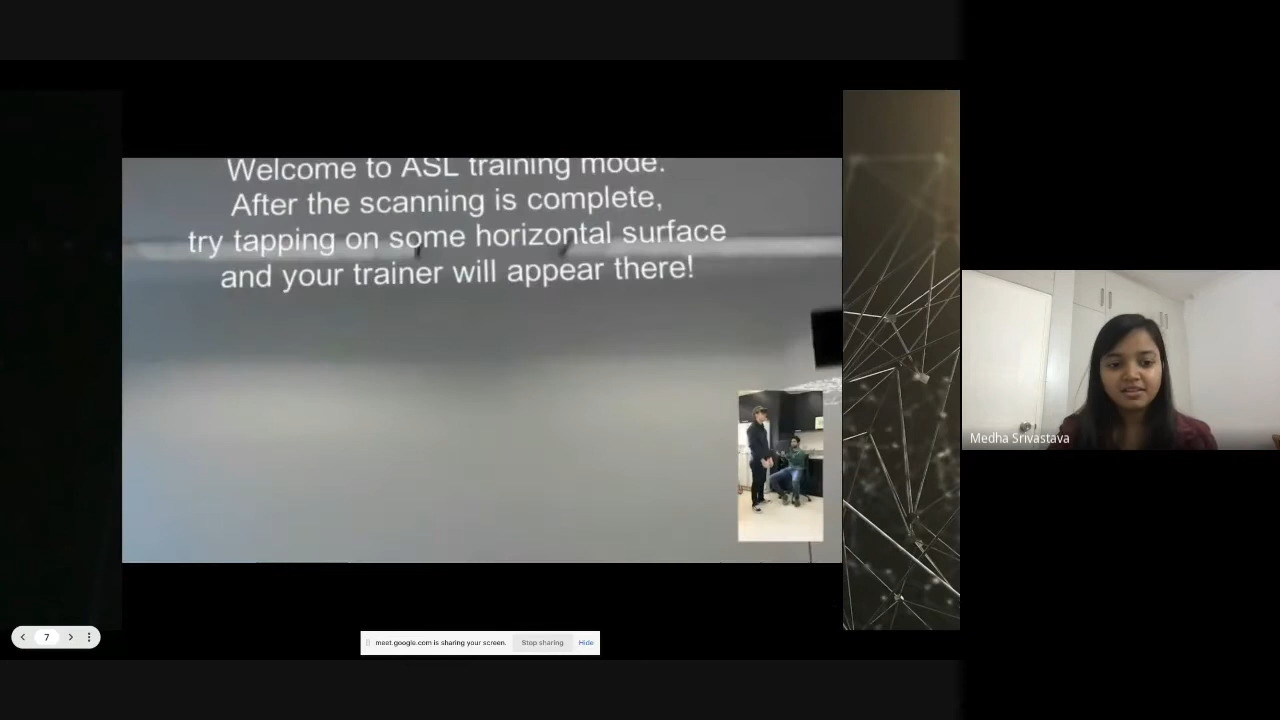 Welcome to ASL training mode.
After the scanning is complete,
try tapping on some horizontal surface
and your trainer will appear there!
Medha Srivastava
7
meet.google.com is sharing your screen.
Stop sharing
Hide